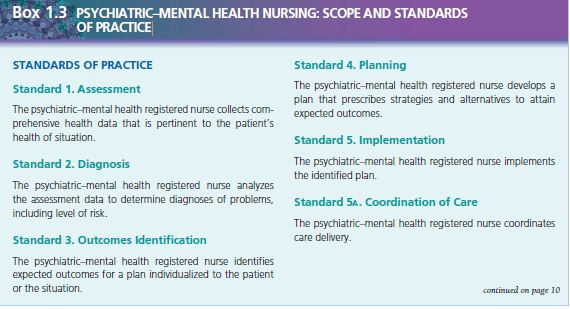 Box 1.3 PSYCHIATRIC–MENTAL HEALTH NURSING: SCOPE AND STANDARDS
OF PRACTICE
STANDARDS OF PRACTICE
Standard 1. Assessment
The psychiatric–mental health registered nurse collects com-
prehensive health data that is pertinent to the patient's
health of situation.
Standard 2. Diagnosis
The psychiatric–mental health registered nurse analyzes
the assessment data to determine diagnoses of problems,
including level of risk.
Standard 3. Outcomes Identification
The psychiatric–mental health registered nurse identifies
expected outcomes for a plan individualized to the patient
or the situation.
Standard 4. Planning
The psychiatric–mental health registered nurse develops a
plan that prescribes strategies and alternatives to attain
expected outcomes.
Standard 5. Implementation
The psychiatric–mental health registered nurse implements
the identified plan.
Standard 5A. Coordination of Care
The psychiatric–mental health registered nurse coordinates
care delivery.
continued on page 10